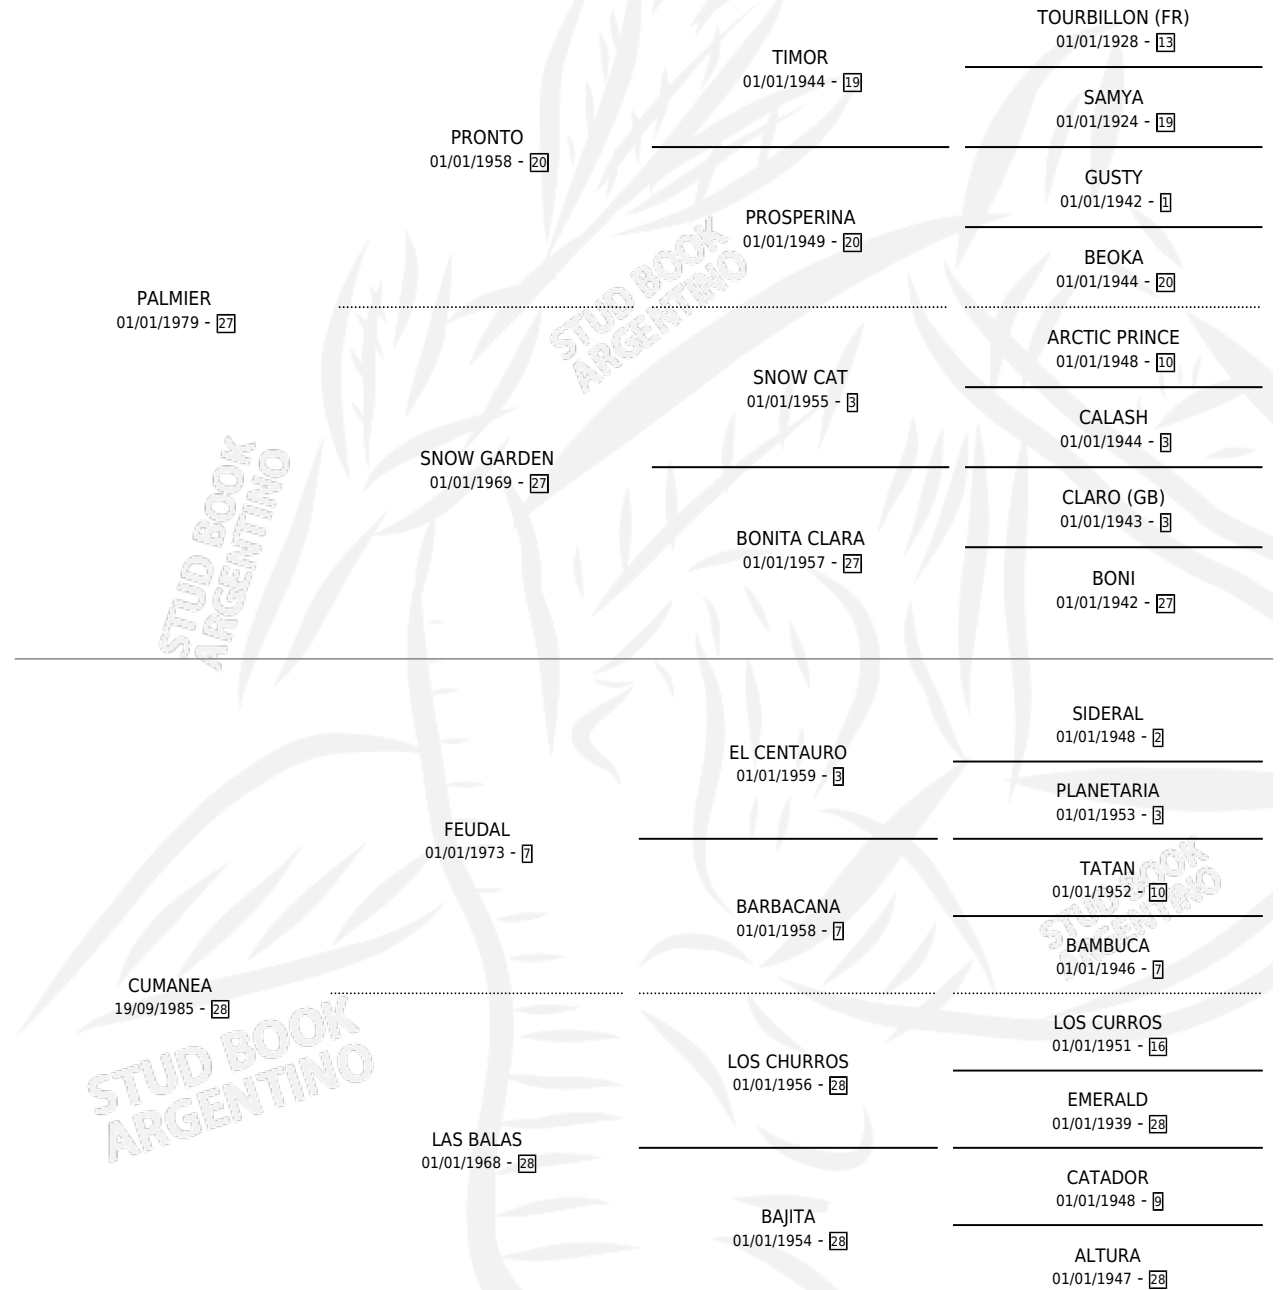 TOURBILLON (FR)
01/01/1928 - 13
TIMOR
01/01/1944 - 19
SAMYA
01/01/1924 - 19
PRONTO
01/01/1958 - 20
GUSTY
01/01/1942 - 1
PROSPERINA
01/01/1949 - 20
BEOKA
01/01/1944 - 20
PALMIER
01/01/1979 - 27
STUD BOOK
ARGENTINO
ARCTIC PRINCE
01/01/1948 - 10
SNOW CAT
01/01/1955 - 3
CALASH
01/01/1944 - 3
SNOW GARDEN
01/01/1969 - 27
CLARO (GB)
01/01/1943 - 3
BONITA CLARA
01/01/1957 - 27
BONI
01/01/1942 - 27
STUD BOOK
ARGENTINO
SIDERAL
01/01/1948 - 2
EL CENTAURO
01/01/1959 - 3
PLANETARIA
01/01/1953 - 3
FEUDAL
01/01/1973 - 7
TATAN
01/01/1952 - 10
BARBACANA
01/01/1958 - 7
BAMBUCA
01/01/1946 - 7
STUD BOOK
ARGENTINO
CUMANEA
19/09/1985 - 28
LOS CURROS
01/01/1951 - 16
LOS CHURROS
01/01/1956 - 28
EMERALD
01/01/1939 - 28
STUD BOOK
ARGENTINO
LAS BALAS
01/01/1968 - 28
CATADOR
01/01/1948 - 9
BAJITA
01/01/1954 - 28
ALTURA
01/01/1947 - 28